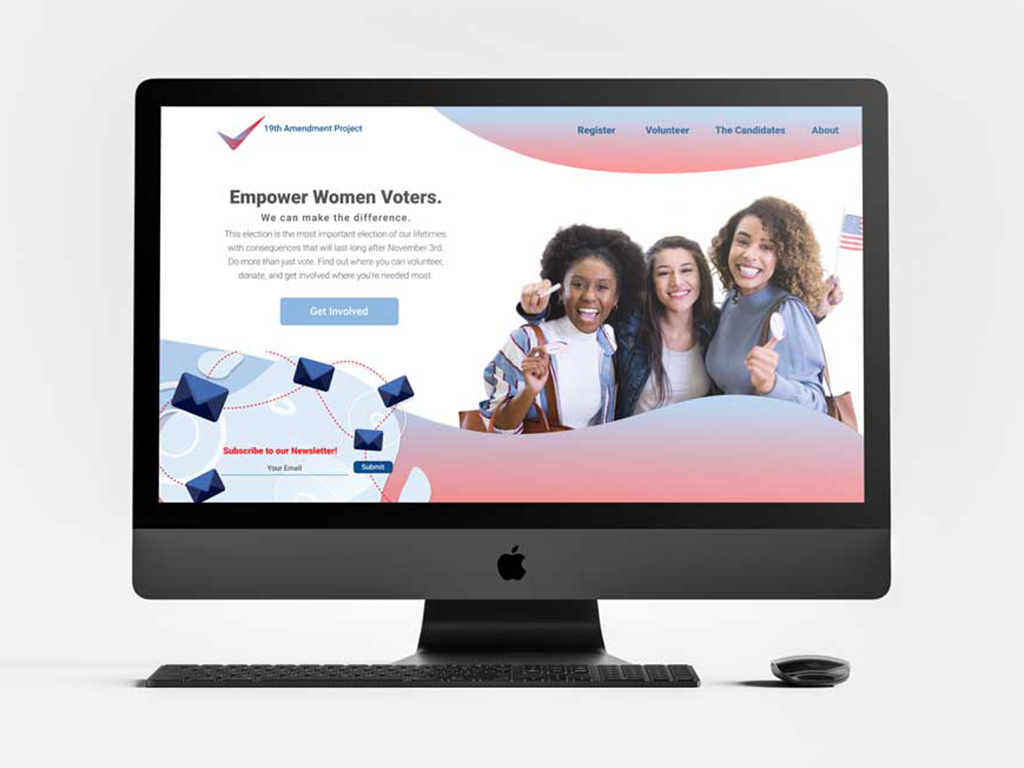 19th Amendment Project
Register
Volunteer
The Candidates
About
Empower Women Voters.
We can make the difference.
This election is the most important election of our lifetimes,
with consequences that will last long after November 3rd.
Do more than just vote. Find out where you can volunteer,
donate, and get involved where you're needed most
Get Involved
Subscribe to our Newsletter!
Your Email
Submit